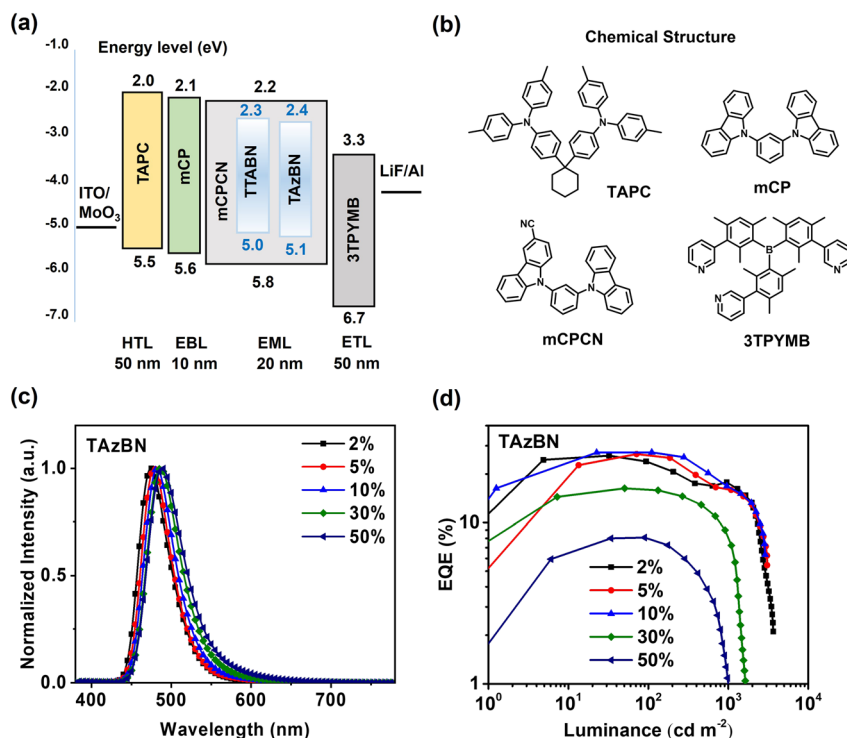 (a)
Energy level (eV)
-1.0
-2.0
-3.0
-4.0
-5.0
-6.0
-7.0
2.0
2.1
2.2
2.3
2.4
3.3
TAPC
mCP
mCPCN
TTABN
TAzBN
3TPYMB
ITO/
MoO3
LiF/Al
5.5
5.6
5.0
5.1
5.8
6.7
HTL EBL EML ETL
50 nm 10 nm 20 nm 50 nm
(b)
Chemical Structure
N
N
TAPC
N
N
mCP
NC
N
N
mCPCN
B
N
N
N
3TPYMB
(c)
TAzBN
2%
5%
10%
30%
50%
Normalized Intensity (a.u.)
1.0
0.5
0.0
400 500 600 700
Wavelength (nm)
(d)
TAzBN
2%
5%
10%
30%
50%
EQE (%)
10
1
10^0 10^1 10^2 10^3 10^4
Luminance (cd m^-2)